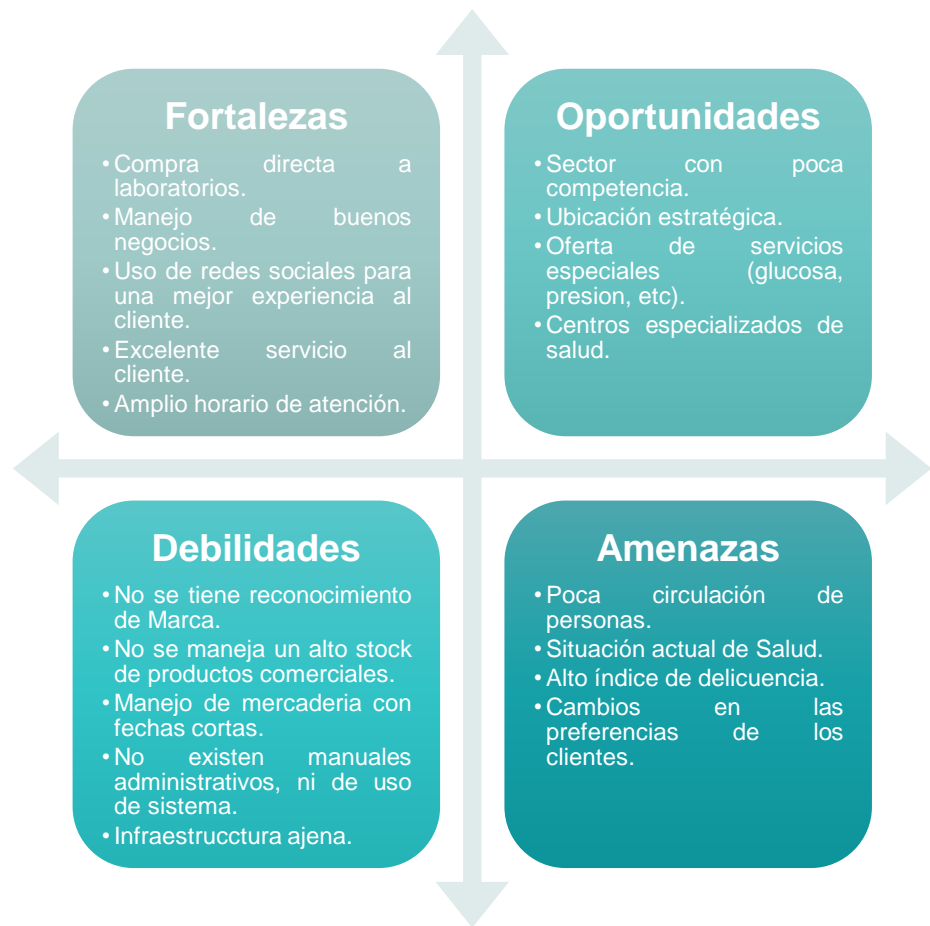 Fortalezas
• Compra directa a
laboratorios.
• Manejo de buenos
negocios.
• Uso de redes sociales para
una mejor experiencia al
cliente.
• Excelente servicio al
cliente.
• Amplio horario de atención.
Oportunidades
• Sector con poca
competencia.
• Ubicación estratégica.
• Oferta de servicios
especiales (glucosa,
presion, etc).
• Centros especializados de
salud.
Debilidades
• No se tiene reconocimiento
de Marca.
• No se maneja un alto stock
de productos comerciales.
• Manejo de mercaderia con
fechas cortas.
• No existen manuales
administrativos, ni de uso
de sistema.
• Infraestrucctura ajena.
Amenazas
• Poca circulación de
personas.
• Situación actual de Salud.
• Alto índice de delicuencia.
• Cambios en las
preferencias de los
clientes.